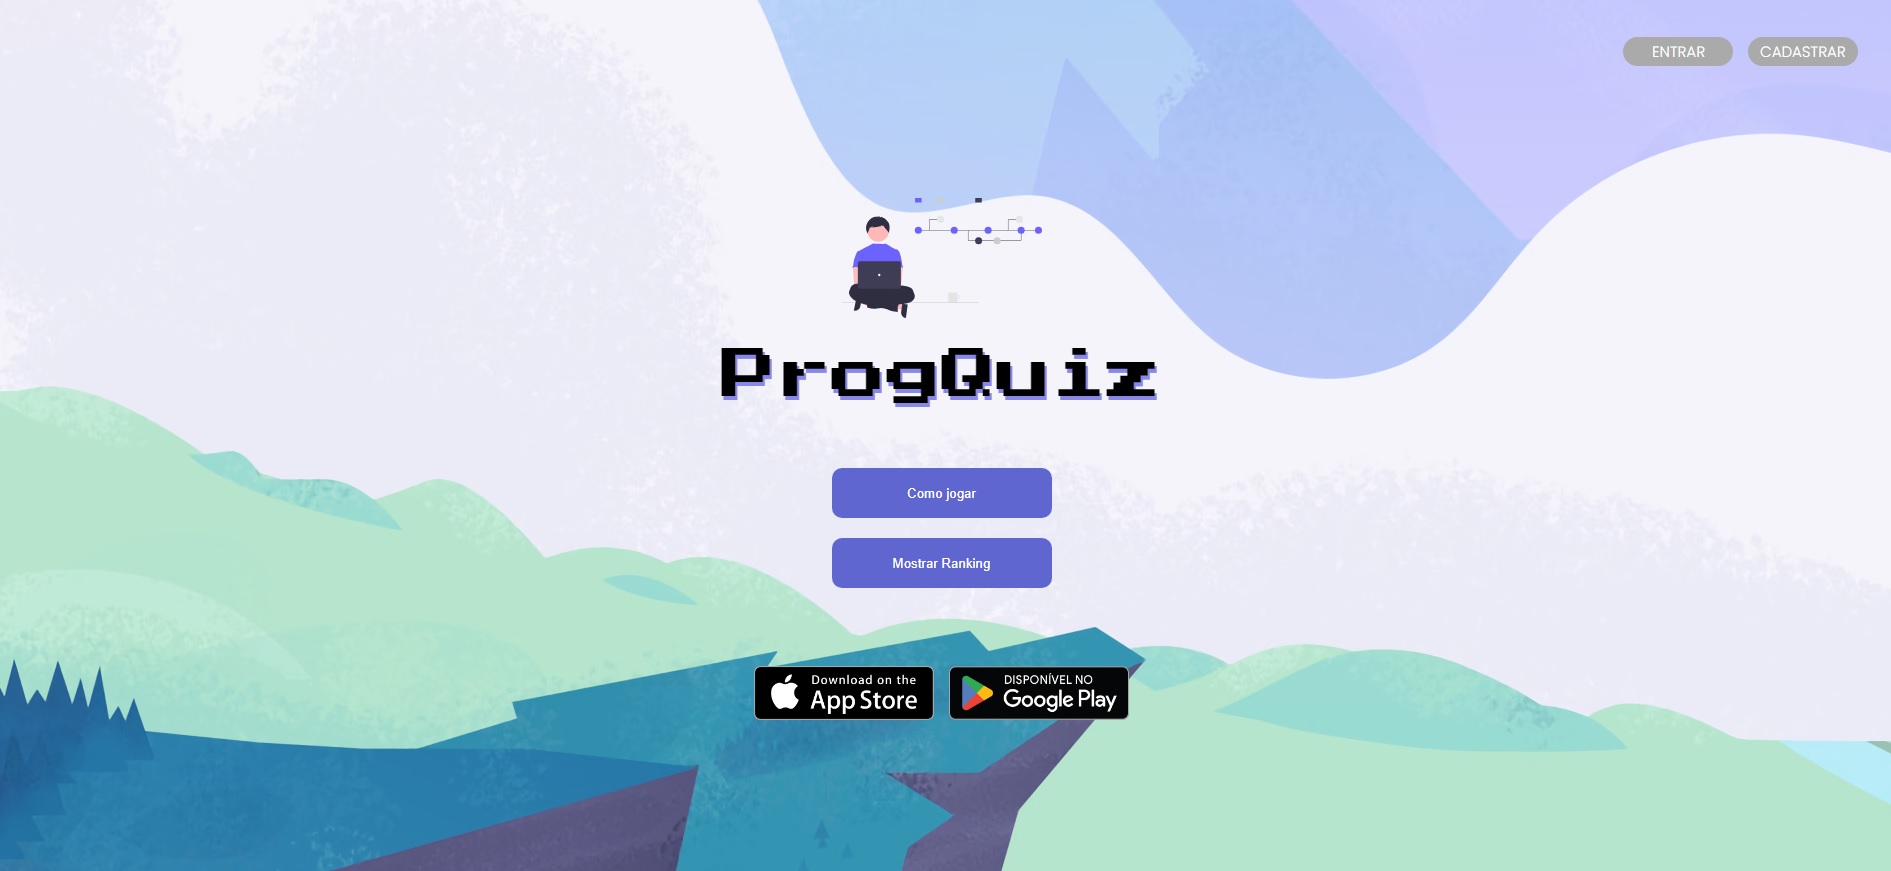 ENTRAR
CADASTRAR
ProgQuiz
Como jogar
Mostrar Ranking
Download on the
App Store
DISPONÍVEL NO
Google Play